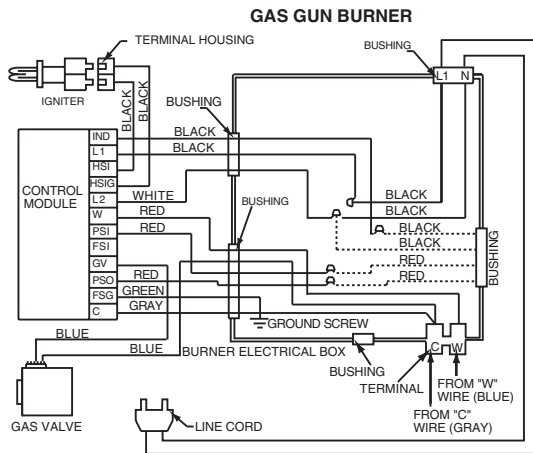 GAS GUN BURNER
TERMINAL HOUSING
IGNITER
BLACK
BLACK
BUSHING
L1 N
BUSHING
CONTROL
MODULE
IND
L1
HSI
HSIG
L2
W
PSI
FSI
GV
PSO
FSG
C
BLACK
BLACK
WHITE
RED
RED
RED
GREEN
GRAY
BUSHING
BLACK
BLACK
BLACK
BLACK
RED
RED
BUSHING
GROUND SCREW
BLUE
BLUE
BURNER ELECTRICAL BOX
BUSHING
TERMINAL
C W
FROM "W"
WIRE (BLUE)
FROM "C"
WIRE (GRAY)
GAS VALVE
LINE CORD